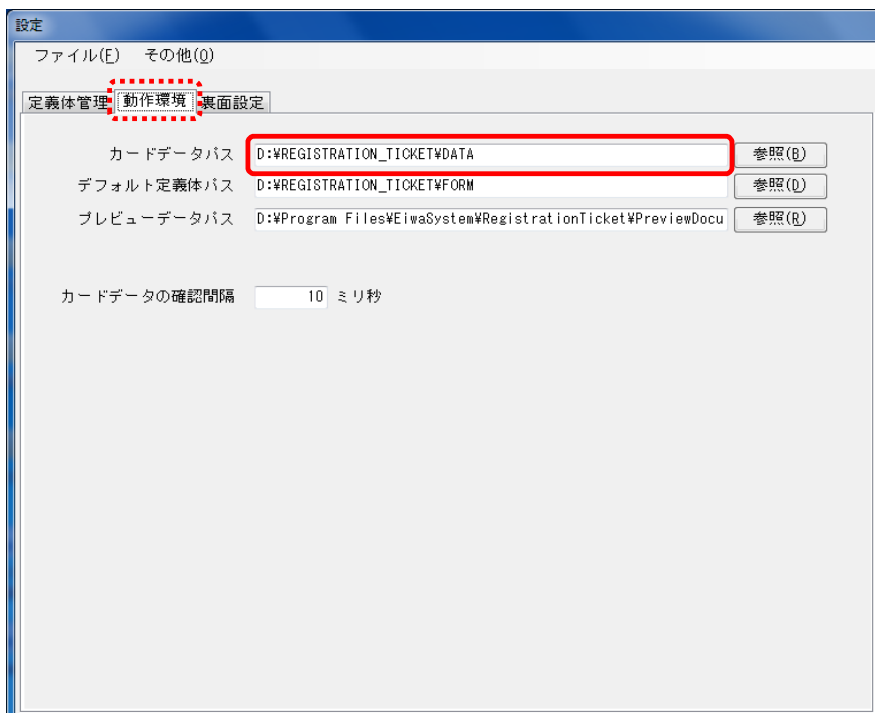 設定
ファイル(F) その他(O)
定義体管理 動作環境 裏面設定
カードデータパス D:¥REGISTRATION_TICKET¥DATA 参照(B)
デフォルト定義体パス D:¥REGISTRATION_TICKET¥FORM 参照(D)
プレビューデータパス D:¥Program Files¥EiwaSystem¥RegistrationTicket¥PreviewDocu 参照(R)
カードデータの確認間隔 10 ミリ秒